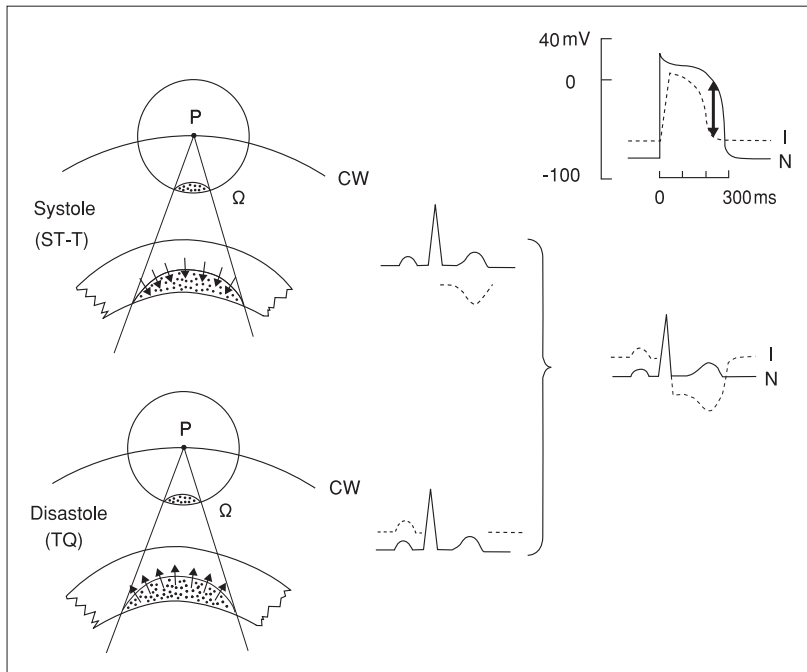 P
CW
Ω
Systole
(ST-T)
40 mV
0
-100
0
300 ms
I
N
I
N
P
CW
Ω
Disastole
(TQ)